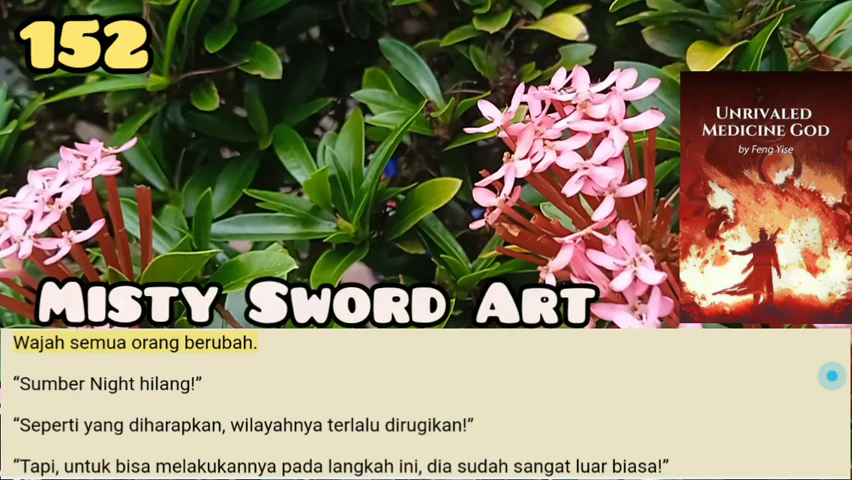 152
UNRIVALED
MEDICINE GOD
by Feng Yise
MISTY SWORD ART
Wajah semua orang berubah.
“Sumber Night hilang!”
“Seperti yang diharapkan, wilayahnya terlalu dirugikan!”
“Tapi, untuk bisa melakukannya pada langkah ini, dia sudah sangat luar biasa!”